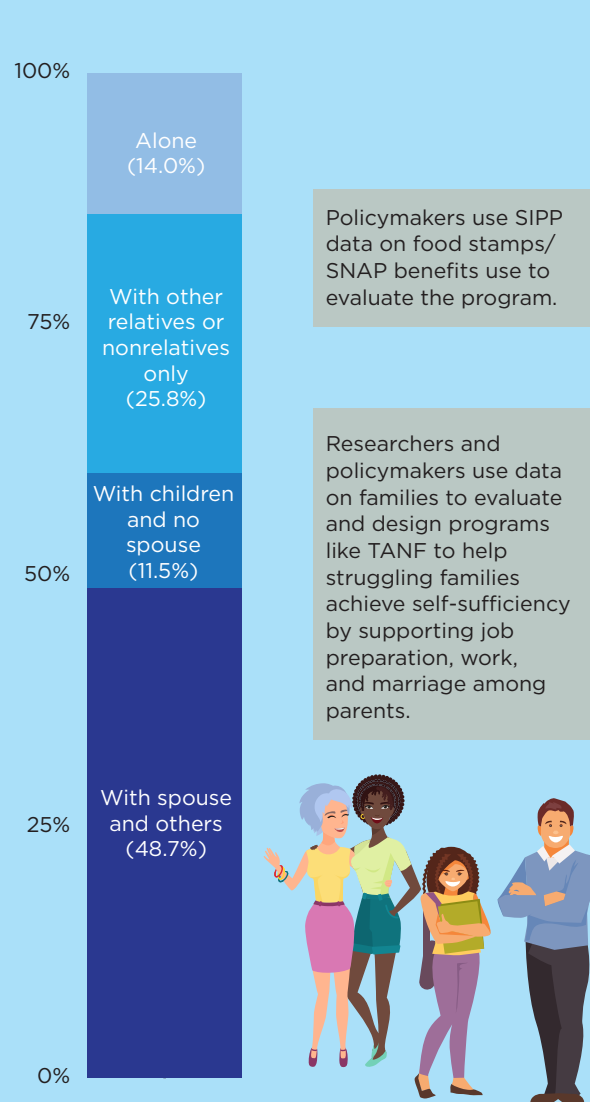 100%
Alone
(14.0%)
With other
relatives or
nonrelatives
only
(25.8%)
75%
With children
and no
spouse
(11.5%)
50%
With spouse
and others
(48.7%)
25%
0%
Policymakers use SIPP
data on food stamps/
SNAP benefits use to
evaluate the program.
Researchers and
policymakers use data
on families to evaluate
and design programs
like TANF to help
struggling families
achieve self-sufficiency
by supporting job
preparation, work,
and marriage among
parents.